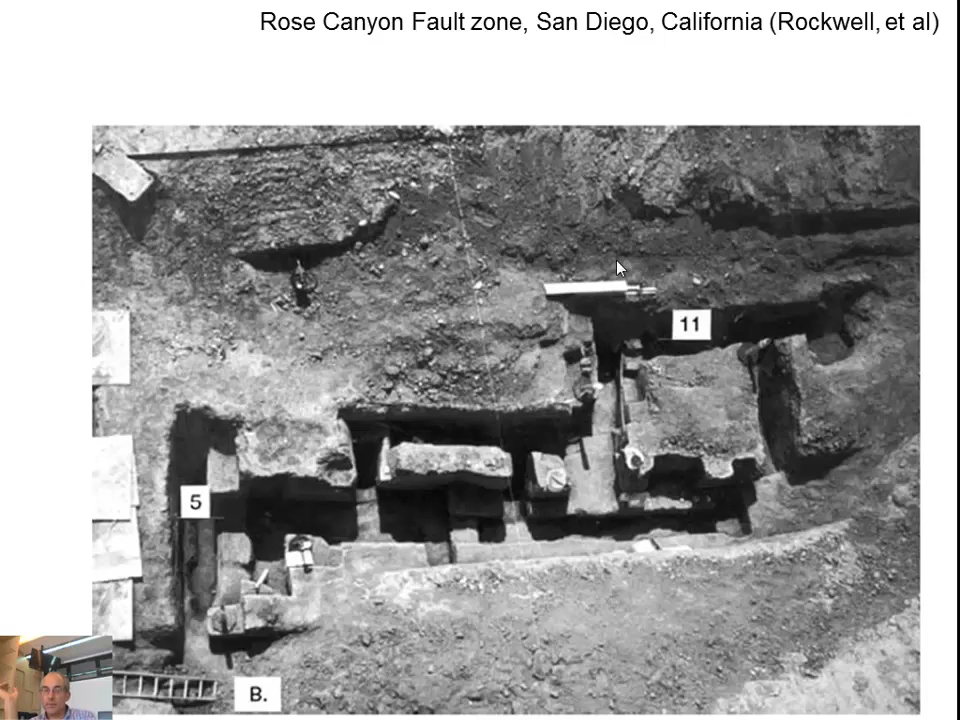 Rose Canyon Fault zone, San Diego, California (Rockwell, et al)
11
5
B.